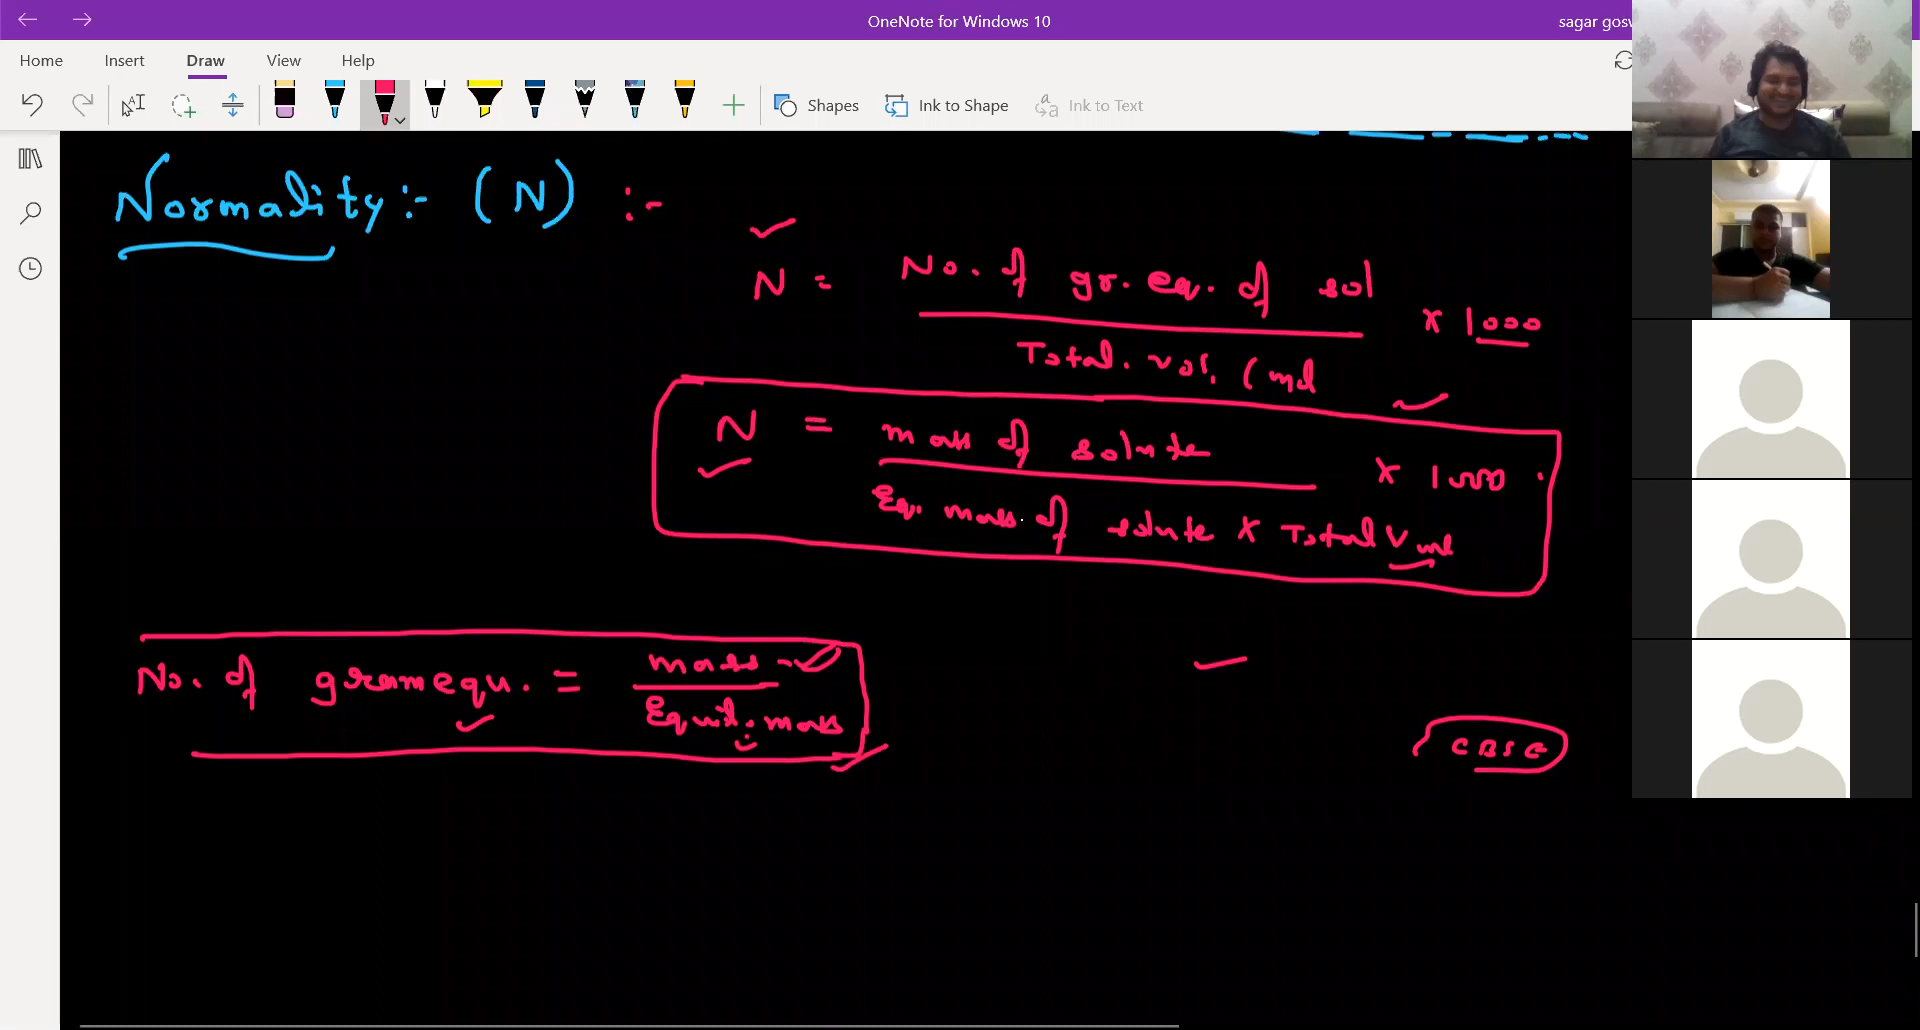 OneNote for Windows 10
sagar gosw
Home Insert Draw View Help
Shapes Ink to Shape Ink to Text
Normality :- (N) :-
N = No. of gr. eq. of sol
Total. vol. (ml
x 1000
N = mass of solute
Eq. mass of solute x Total V ml
x 1000
No. of gramequ. = mass
Equil. mass
CBSE